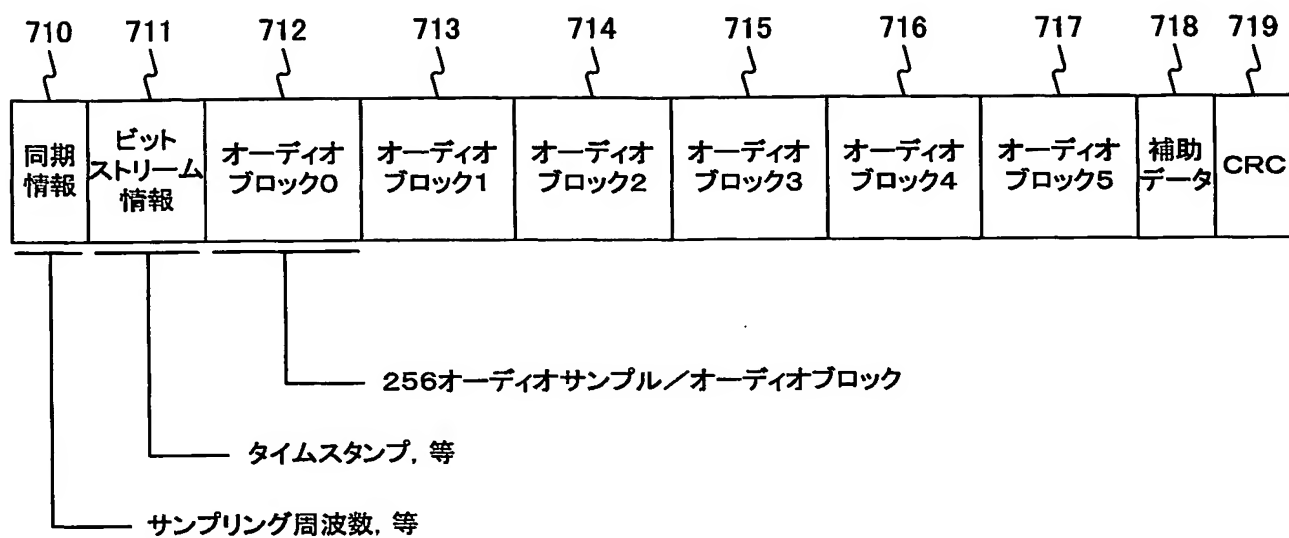 710 711 712 713 714 715 716 717 718 719
同期
情報
ビット
ストリーム
情報
オーディオ
ブロック0
オーディオ
ブロック1
オーディオ
ブロック2
オーディオ
ブロック3
オーディオ
ブロック4
オーディオ
ブロック5
補助
データ
CRC
256オーディオサンプル／オーディオブロック
タイムスタンプ, 等
サンプリング周波数, 等